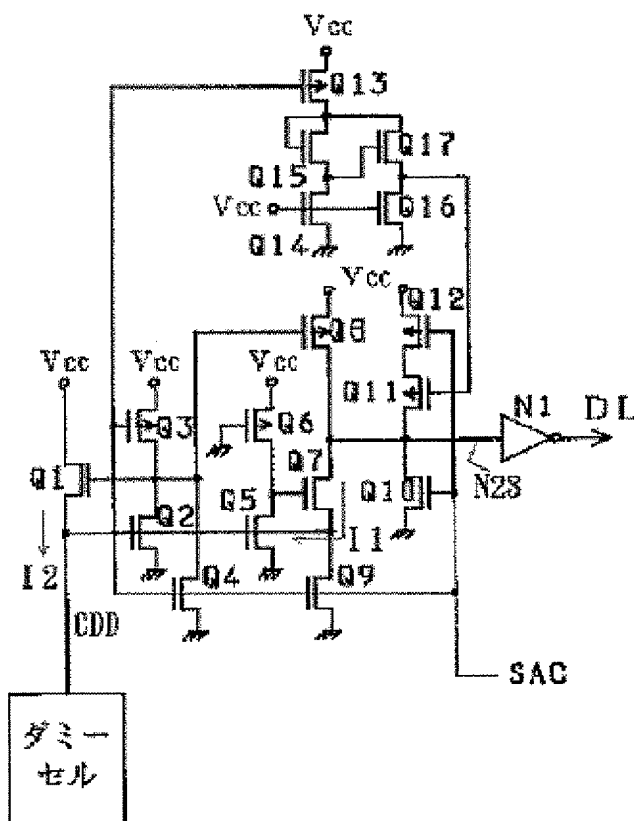 Vcc
Q13
Q17
Q15
Vcc
Q16
Q14
Vcc
Q12
Q8
Vcc
Vcc
Vcc
Q3
Q6
Q11
N1
DL
Q1
Q7
Q2
Q5
Q10
N28
I1
I2
Q4
Q9
CDD
SAC
ダミー
セル